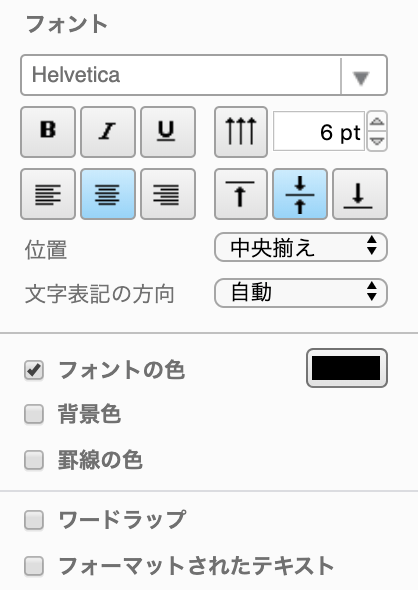 フォント
Helvetica
B I U 6 pt
位置 中央揃え
文字表記の方向 自動
フォントの色
背景色
罫線の色
ワードラップ
フォーマットされたテキスト